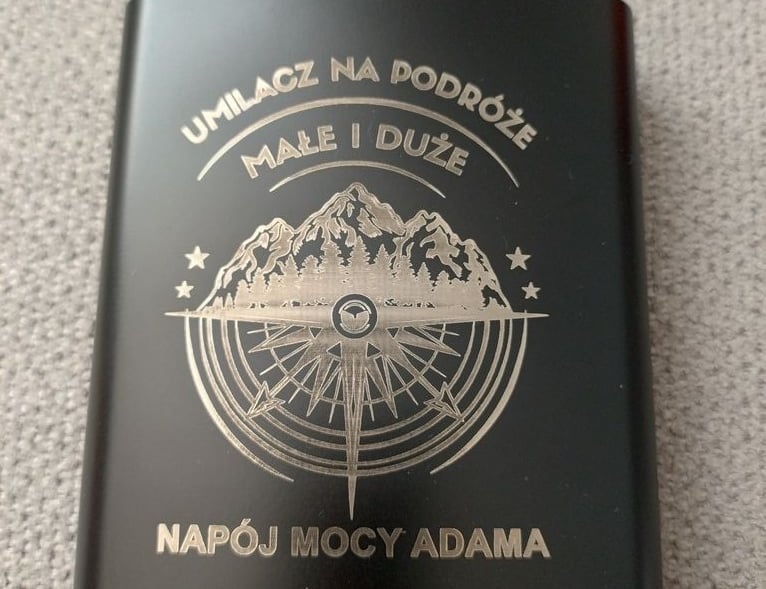 UMILACZ NA PODRÓŻE
MAŁE I DUŻE
NAPÓJ MOCY ADAMA